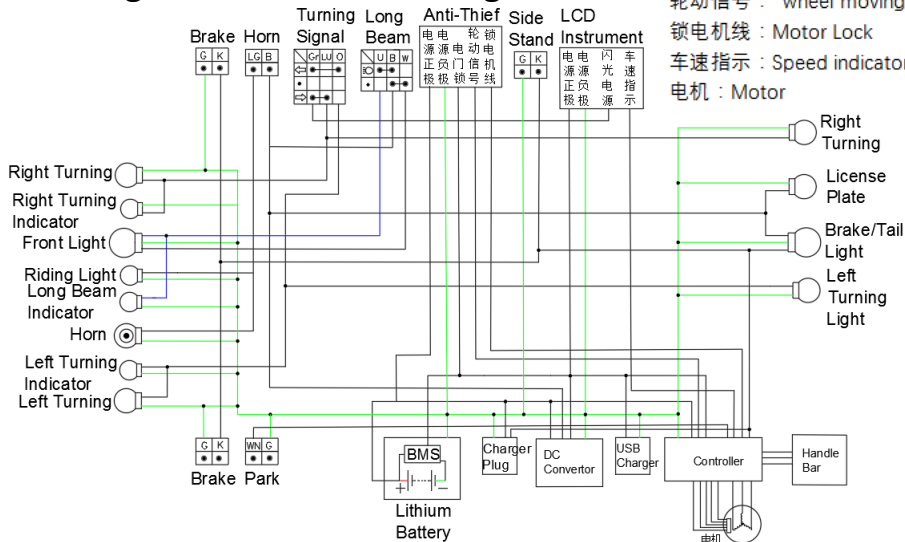 轮动信号： wheel moving
锁电机线：Motor Lock
车速指示：Speed indicator
电机：Motor
Brake
Horn
Turning
Signal
Long
Beam
Anti-Thief
Side
Stand
LCD
Instrument
G K
LG B
Gr LU O
U B W
电源正极
电源负极
电门锁
轮动信号
锁电机线
G K
电源正极
电源负极
闪光电源
车速指示
Right Turning
Right Turning
Indicator
Front Light
Riding Light
Long Beam
Indicator
Horn
Left Turning
Indicator
Left Turning
Right
Turning
License
Plate
Brake/Tail
Light
Left
Turning
Light
G K
Brake
WN G
Park
BMS
+
-
Lithium
Battery
Charger
Plug
DC
Convertor
USB
Charger
Controller
Handle
Bar
电机